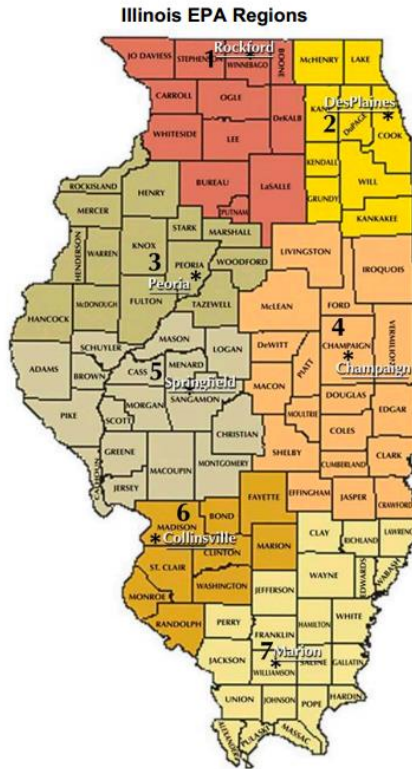 Illinois EPA Regions
JO DAVIESS
STEPHENSON
1
Rockford
WINNEBAGO
BOONE
McHENRY
LAKE
CARROLL
OGLE
DeKALB
KANE
2
DesPlaines
DuPAGE
COOK
WHITESIDE
LEE
KENDALL
WILL
GRUNDY
BUREAU
LaSALLE
PUTNAM
KANKAKEE
ROCKISLAND
HENRY
MERCER
STARK
MARSHALL
LIVINGSTON
IROQUOIS
HENDERSON
WARREN
KNOX
3
PEORIA
Peoria
WOODFORD
McDONOUGH
FULTON
TAZEWELL
McLEAN
FORD
HANCOCK
MASON
4
CHAMPAIGN
VERMILION
SCHUYLER
LOGAN
DeWITT
PIATT
Champaign
ADAMS
BROWN
CASS
5
MENARD
Springfield
MACON
DOUGLAS
EDGAR
MORGAN
SANGAMON
MOULTRIE
PIKE
SCOTT
CHRISTIAN
COLES
GREENE
SHELBY
CUMBERLAND
CLARK
MACOUPIN
MONTGOMERY
CALHOUN
JERSEY
FAYETTE
EFFINGHAM
JASPER
CRAWFORD
6
BOND
MADISON
Collinsville
CLAY
RICHLAND
LAWRENCE
CLINTON
MARION
ST. CLAIR
WAYNE
EDWARDS
WABASH
WASHINGTON
JEFFERSON
MONROE
RANDOLPH
PERRY
HAMILTON
WHITE
FRANKLIN
7
Marion
JACKSON
WILLIAMSON
SALINE
GALLATIN
UNION
JOHNSON
POPE
HARDIN
ALEXANDER
PULASKI
MASSAC